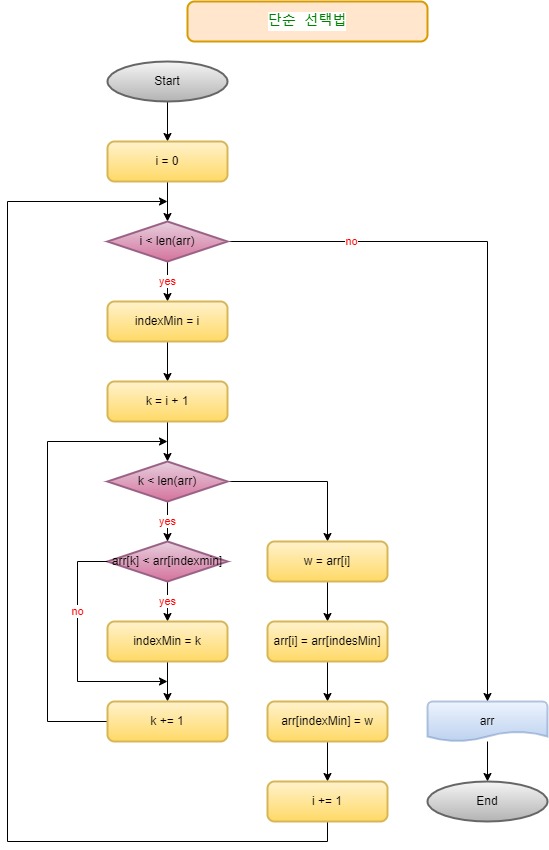 단순 선택법
Start
i = 0
i < len(arr)
no
yes
indexMin = i
k = i + 1
k < len(arr)
yes
arr[k] < arr[indexmin]
w = arr[i]
yes
no
indexMin = k
arr[i] = arr[indesMin]
k += 1
arr[indexMin] = w
arr
i += 1
End